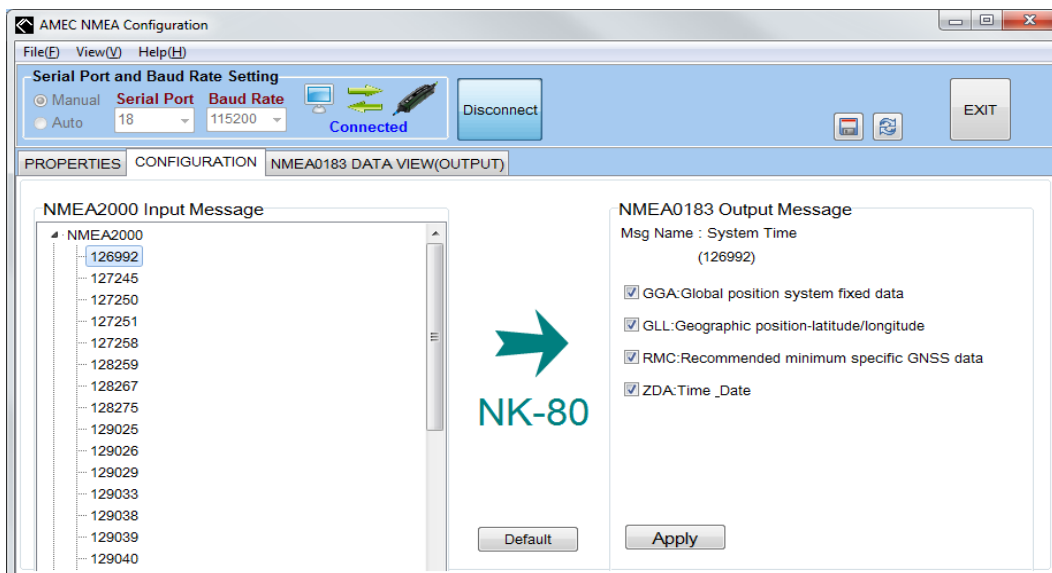 AMEC NMEA Configuration
File(F) View(V) Help(H)
Serial Port and Baud Rate Setting
Manual Serial Port Baud Rate
Auto 18 115200
Connected
Disconnect
EXIT
PROPERTIES CONFIGURATION NMEA0183 DATA VIEW(OUTPUT)
NMEA2000 Input Message
NMEA2000
126992
127245
127250
127251
127258
128259
128267
128275
129025
129026
129029
129033
129038
129039
129040
NK-80
Default
NMEA0183 Output Message
Msg Name : System Time
(126992)
GGA:Global position system fixed data
GLL:Geographic position-latitude/longitude
RMC:Recommended minimum specific GNSS data
ZDA:Time _Date
Apply